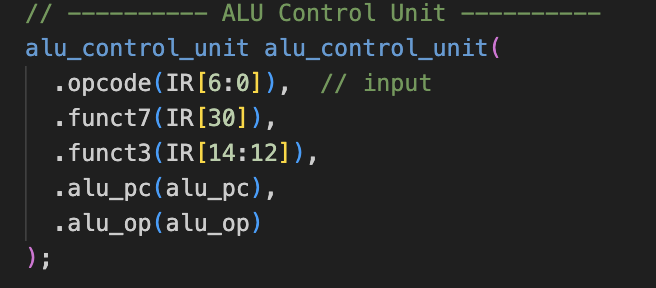 // ---------- ALU Control Unit ----------
alu_control_unit alu_control_unit(
.opcode(IR[6:0]),  // input
.funct7(IR[30]),
.funct3(IR[14:12]),
.alu_pc(alu_pc),
.alu_op(alu_op)
);